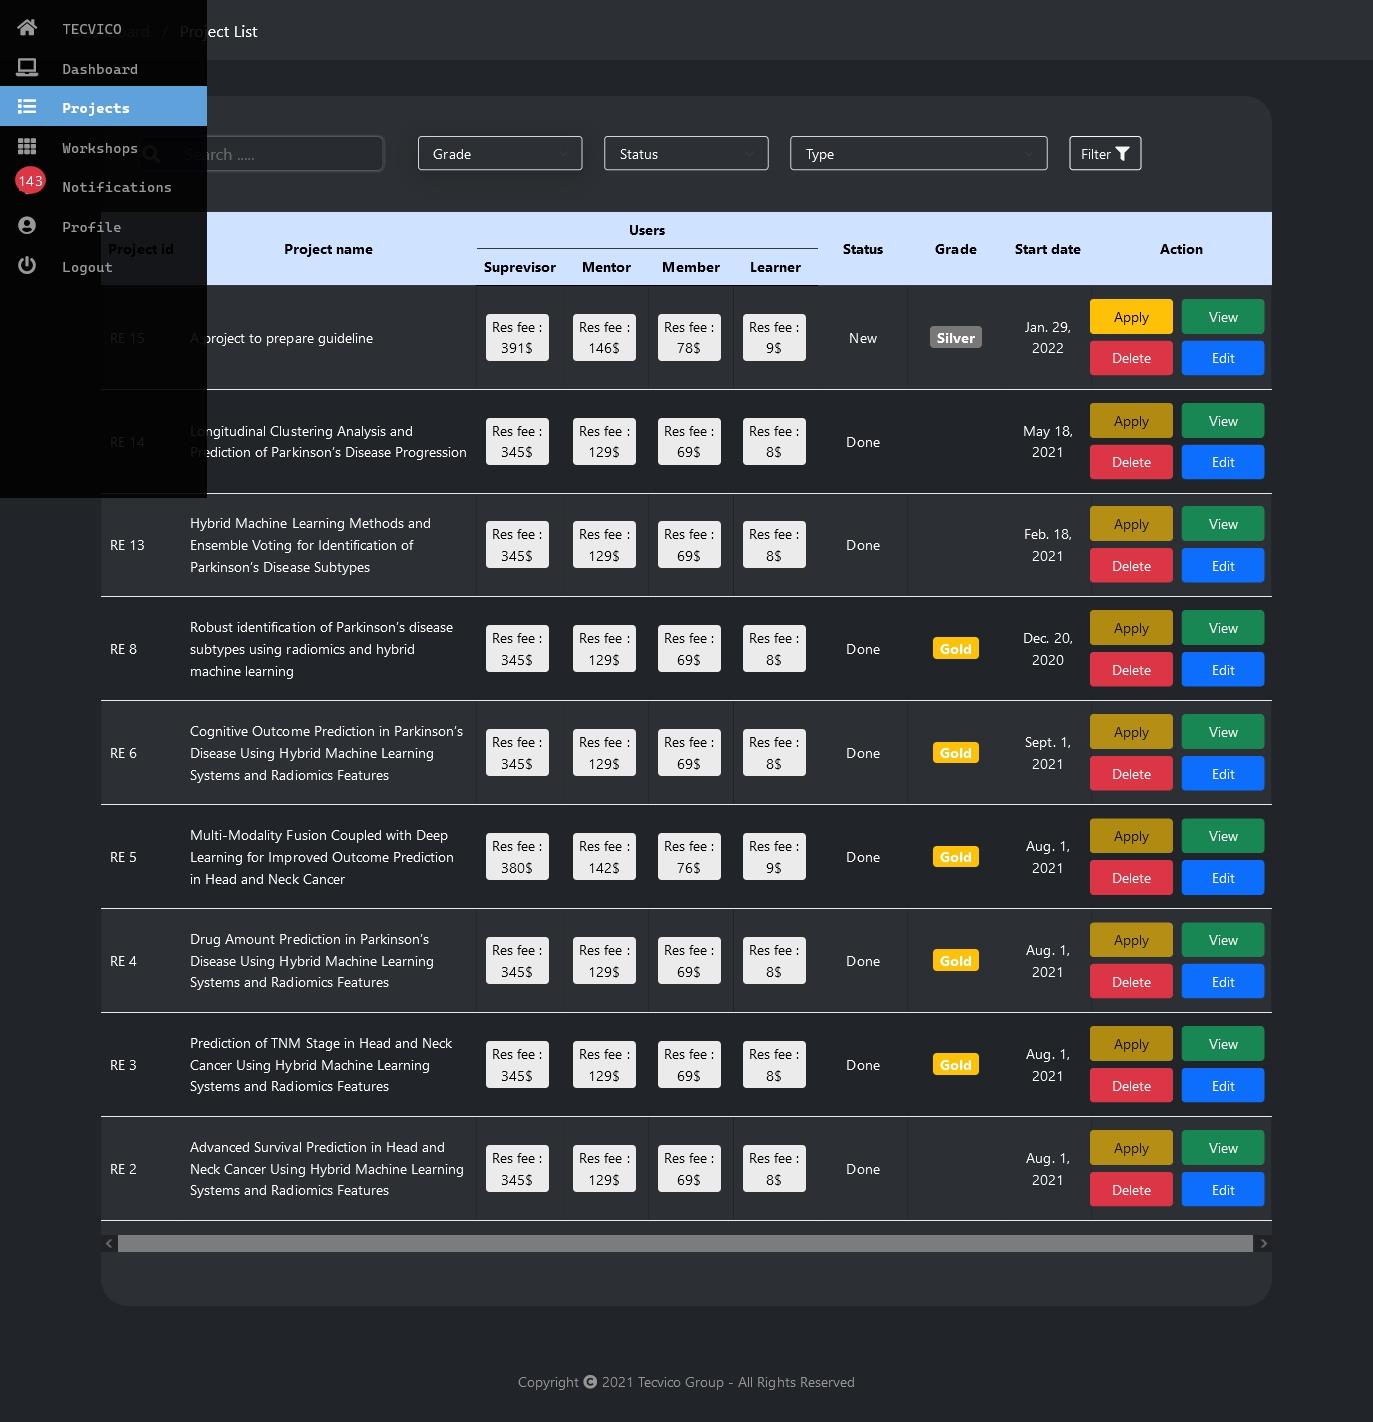 TECVICO
/ Project List
Dashboard
Projects
Workshops
Search .....
Grade
Status
Type
Filter
143
Notifications
Profile
Logout
Project id
Project name
Users
Suprevisor
Mentor
Member
Learner
Status
Grade
Start date
Action
RE 15
A project to prepare guideline
Res fee :
391$
Res fee :
146$
Res fee :
78$
Res fee :
9$
New
Silver
Jan. 29,
2022
Apply
View
Delete
Edit
RE 14
Longitudinal Clustering Analysis and
Prediction of Parkinson's Disease Progression
Res fee :
345$
Res fee :
129$
Res fee :
69$
Res fee :
8$
Done
May 18,
2021
Apply
View
Delete
Edit
RE 13
Hybrid Machine Learning Methods and
Ensemble Voting for Identification of
Parkinson's Disease Subtypes
Res fee :
345$
Res fee :
129$
Res fee :
69$
Res fee :
8$
Done
Feb. 18,
2021
Apply
View
Delete
Edit
RE 8
Robust identification of Parkinson's disease
subtypes using radiomics and hybrid
machine learning
Res fee :
345$
Res fee :
129$
Res fee :
69$
Res fee :
8$
Done
Gold
Dec. 20,
2020
Apply
View
Delete
Edit
RE 6
Cognitive Outcome Prediction in Parkinson's
Disease Using Hybrid Machine Learning
Systems and Radiomics Features
Res fee :
345$
Res fee :
129$
Res fee :
69$
Res fee :
8$
Done
Gold
Sept. 1,
2021
Apply
View
Delete
Edit
RE 5
Multi-Modality Fusion Coupled with Deep
Learning for Improved Outcome Prediction
in Head and Neck Cancer
Res fee :
380$
Res fee :
142$
Res fee :
76$
Res fee :
9$
Done
Gold
Aug. 1,
2021
Apply
View
Delete
Edit
RE 4
Drug Amount Prediction in Parkinson's
Disease Using Hybrid Machine Learning
Systems and Radiomics Features
Res fee :
345$
Res fee :
129$
Res fee :
69$
Res fee :
8$
Done
Gold
Aug. 1,
2021
Apply
View
Delete
Edit
RE 3
Prediction of TNM Stage in Head and Neck
Cancer Using Hybrid Machine Learning
Systems and Radiomics Features
Res fee :
345$
Res fee :
129$
Res fee :
69$
Res fee :
8$
Done
Gold
Aug. 1,
2021
Apply
View
Delete
Edit
RE 2
Advanced Survival Prediction in Head and
Neck Cancer Using Hybrid Machine Learning
Systems and Radiomics Features
Res fee :
345$
Res fee :
129$
Res fee :
69$
Res fee :
8$
Done
Aug. 1,
2021
Apply
View
Delete
Edit
Copyright © 2021 Tecvico Group - All Rights Reserved